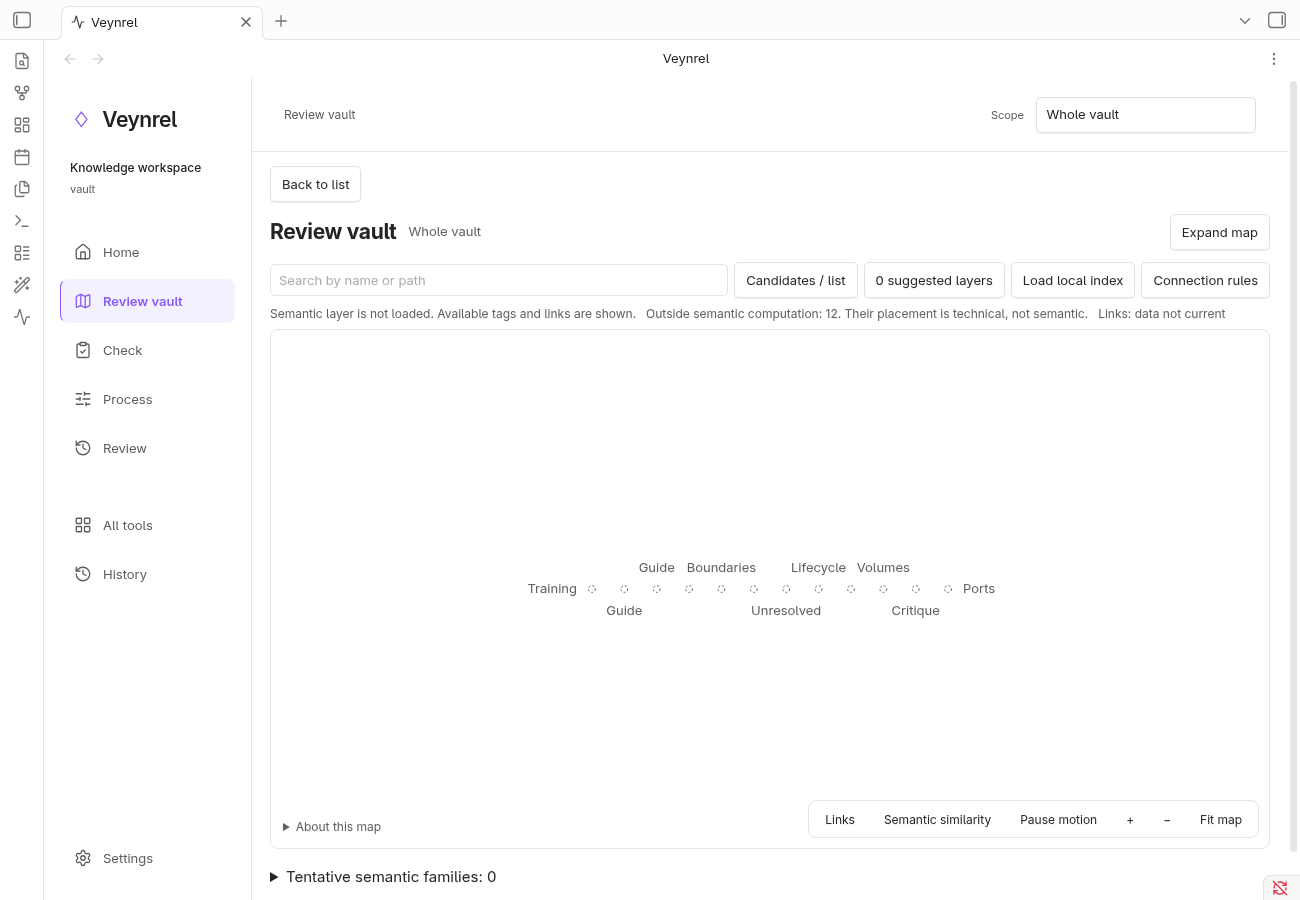 Veynrel
Veynrel
Veynrel
Knowledge workspace
vault
Home
Review vault
Check
Process
Review
All tools
History
Settings
Review vault
Scope
Whole vault
Back to list
Review vault
Whole vault
Expand map
Search by name or path
Candidates / list
0 suggested layers
Load local index
Connection rules
Semantic layer is not loaded. Available tags and links are shown. Outside semantic computation: 12. Their placement is technical, not semantic. Links: data not current
Guide Boundaries Lifecycle Volumes
Training Ports
Guide Unresolved Critique
About this map
Links
Semantic similarity
Pause motion
+
−
Fit map
Tentative semantic families: 0